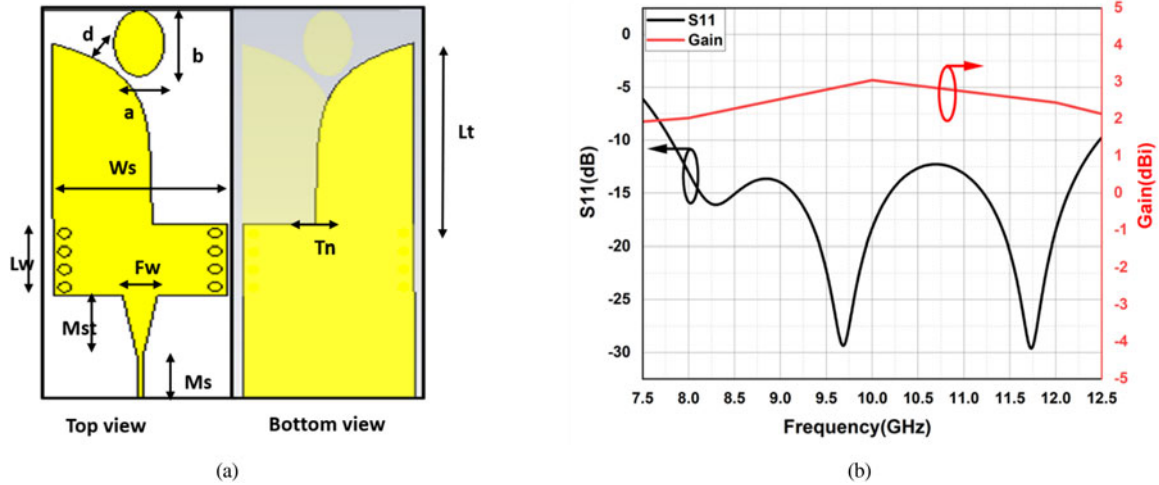 d
b
a
Ws
Lt
Tn
Lw
Fw
Mst
Ms
Top view
Bottom view
(a)
S11
Gain
0
-5
-10
-15
-20
-25
-30
S11(dB)
5
4
3
2
1
0
-1
-2
-3
-4
-5
Gain(dBi)
7.5 8.0 8.5 9.0 9.5 10.0 10.5 11.0 11.5 12.0 12.5
Frequency(GHz)
(b)